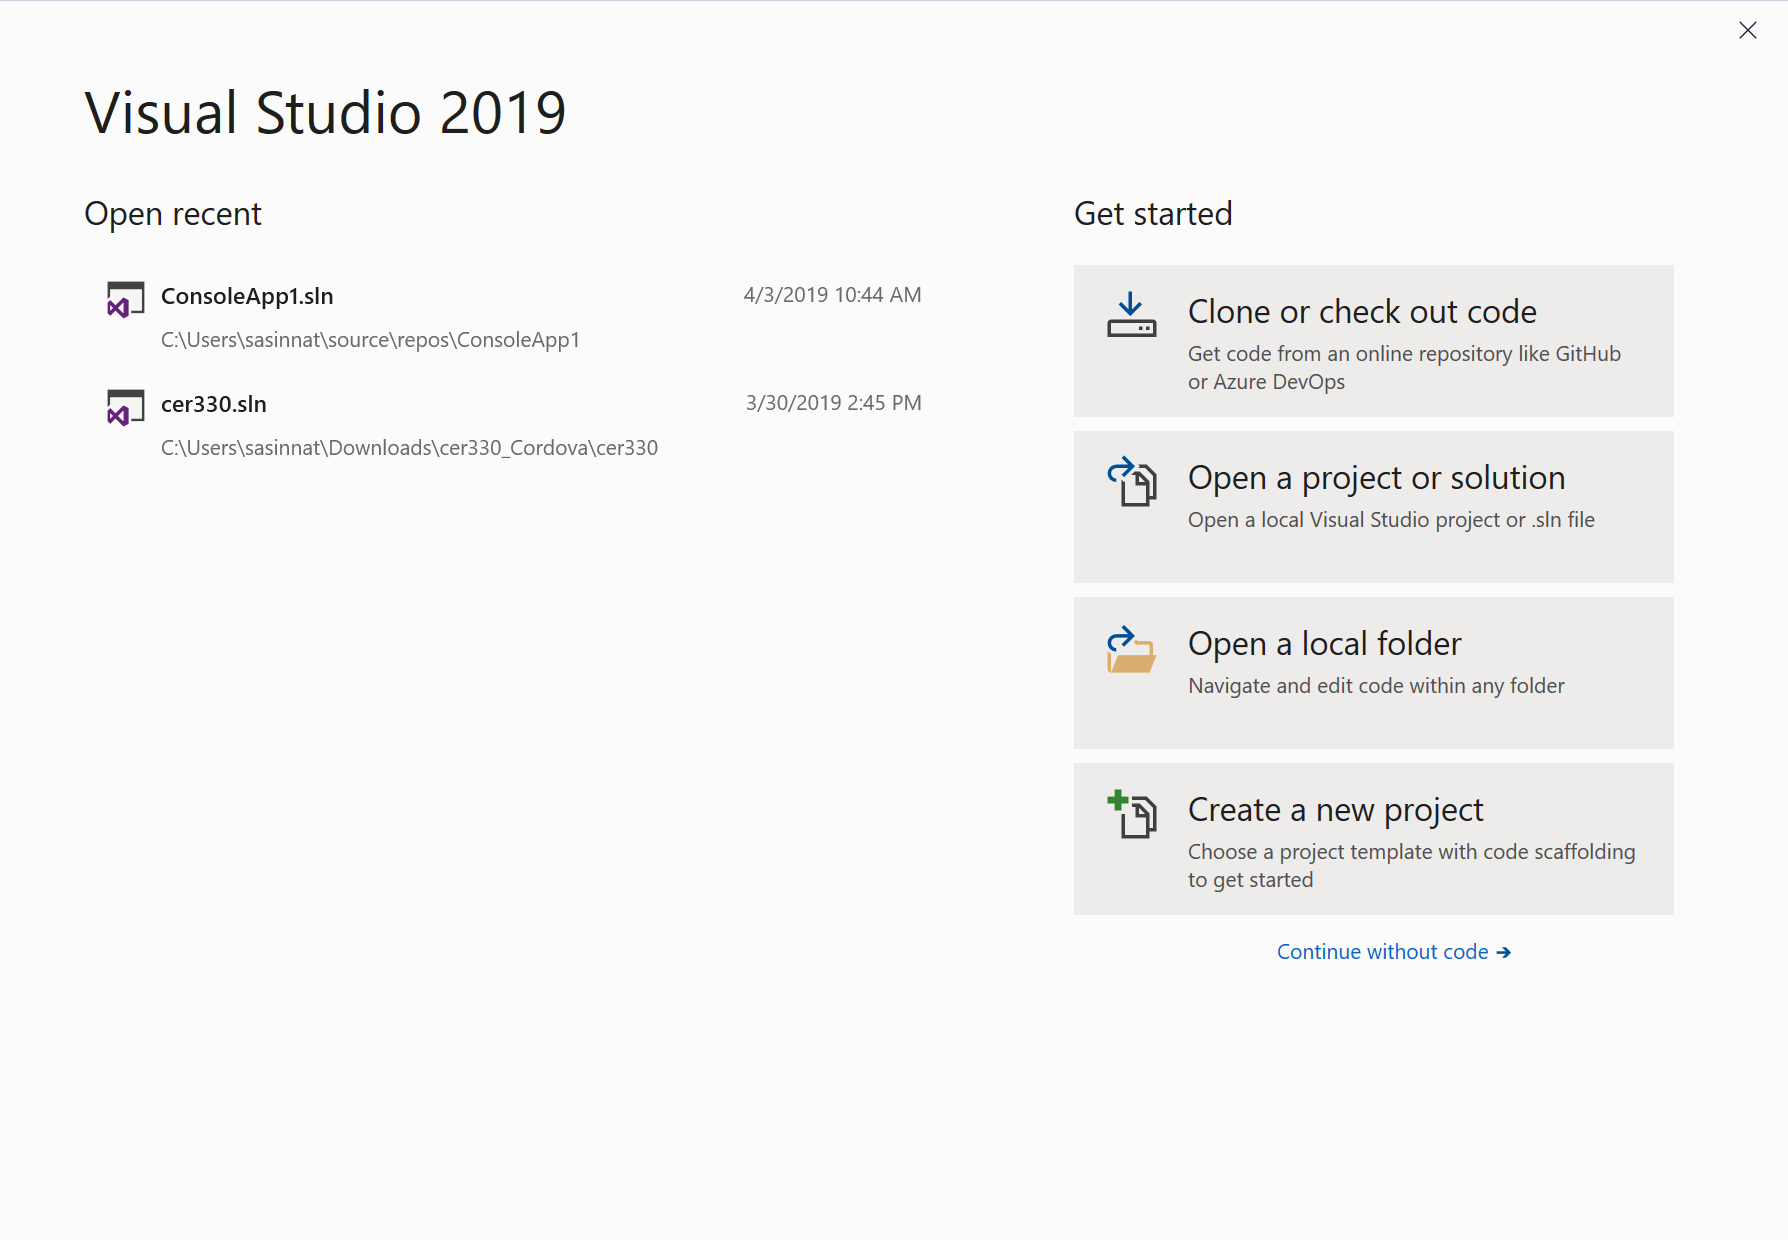 Visual Studio 2019
Open recent
ConsoleApp1.sln
4/3/2019 10:44 AM
C:\Users\sasinnat\source\repos\ConsoleApp1
cer330.sln
3/30/2019 2:45 PM
C:\Users\sasinnat\Downloads\cer330_Cordova\cer330
Get started
Clone or check out code
Get code from an online repository like GitHub
or Azure DevOps
Open a project or solution
Open a local Visual Studio project or .sln file
Open a local folder
Navigate and edit code within any folder
Create a new project
Choose a project template with code scaffolding
to get started
Continue without code